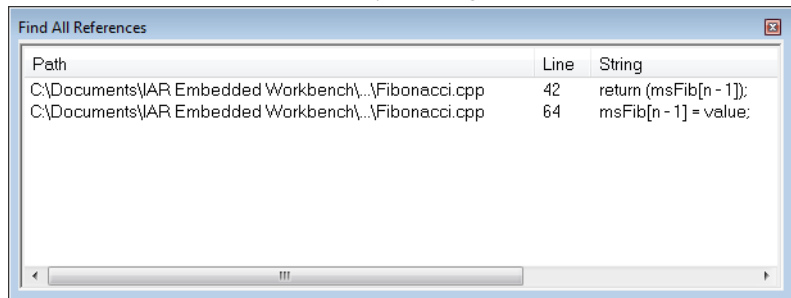 Find All References
Path Line String
C:\Documents\IAR Embedded Workbench\...\Fibonacci.cpp 42 return (msFib[n - 1]);
C:\Documents\IAR Embedded Workbench\...\Fibonacci.cpp 64 msFib[n - 1] = value;